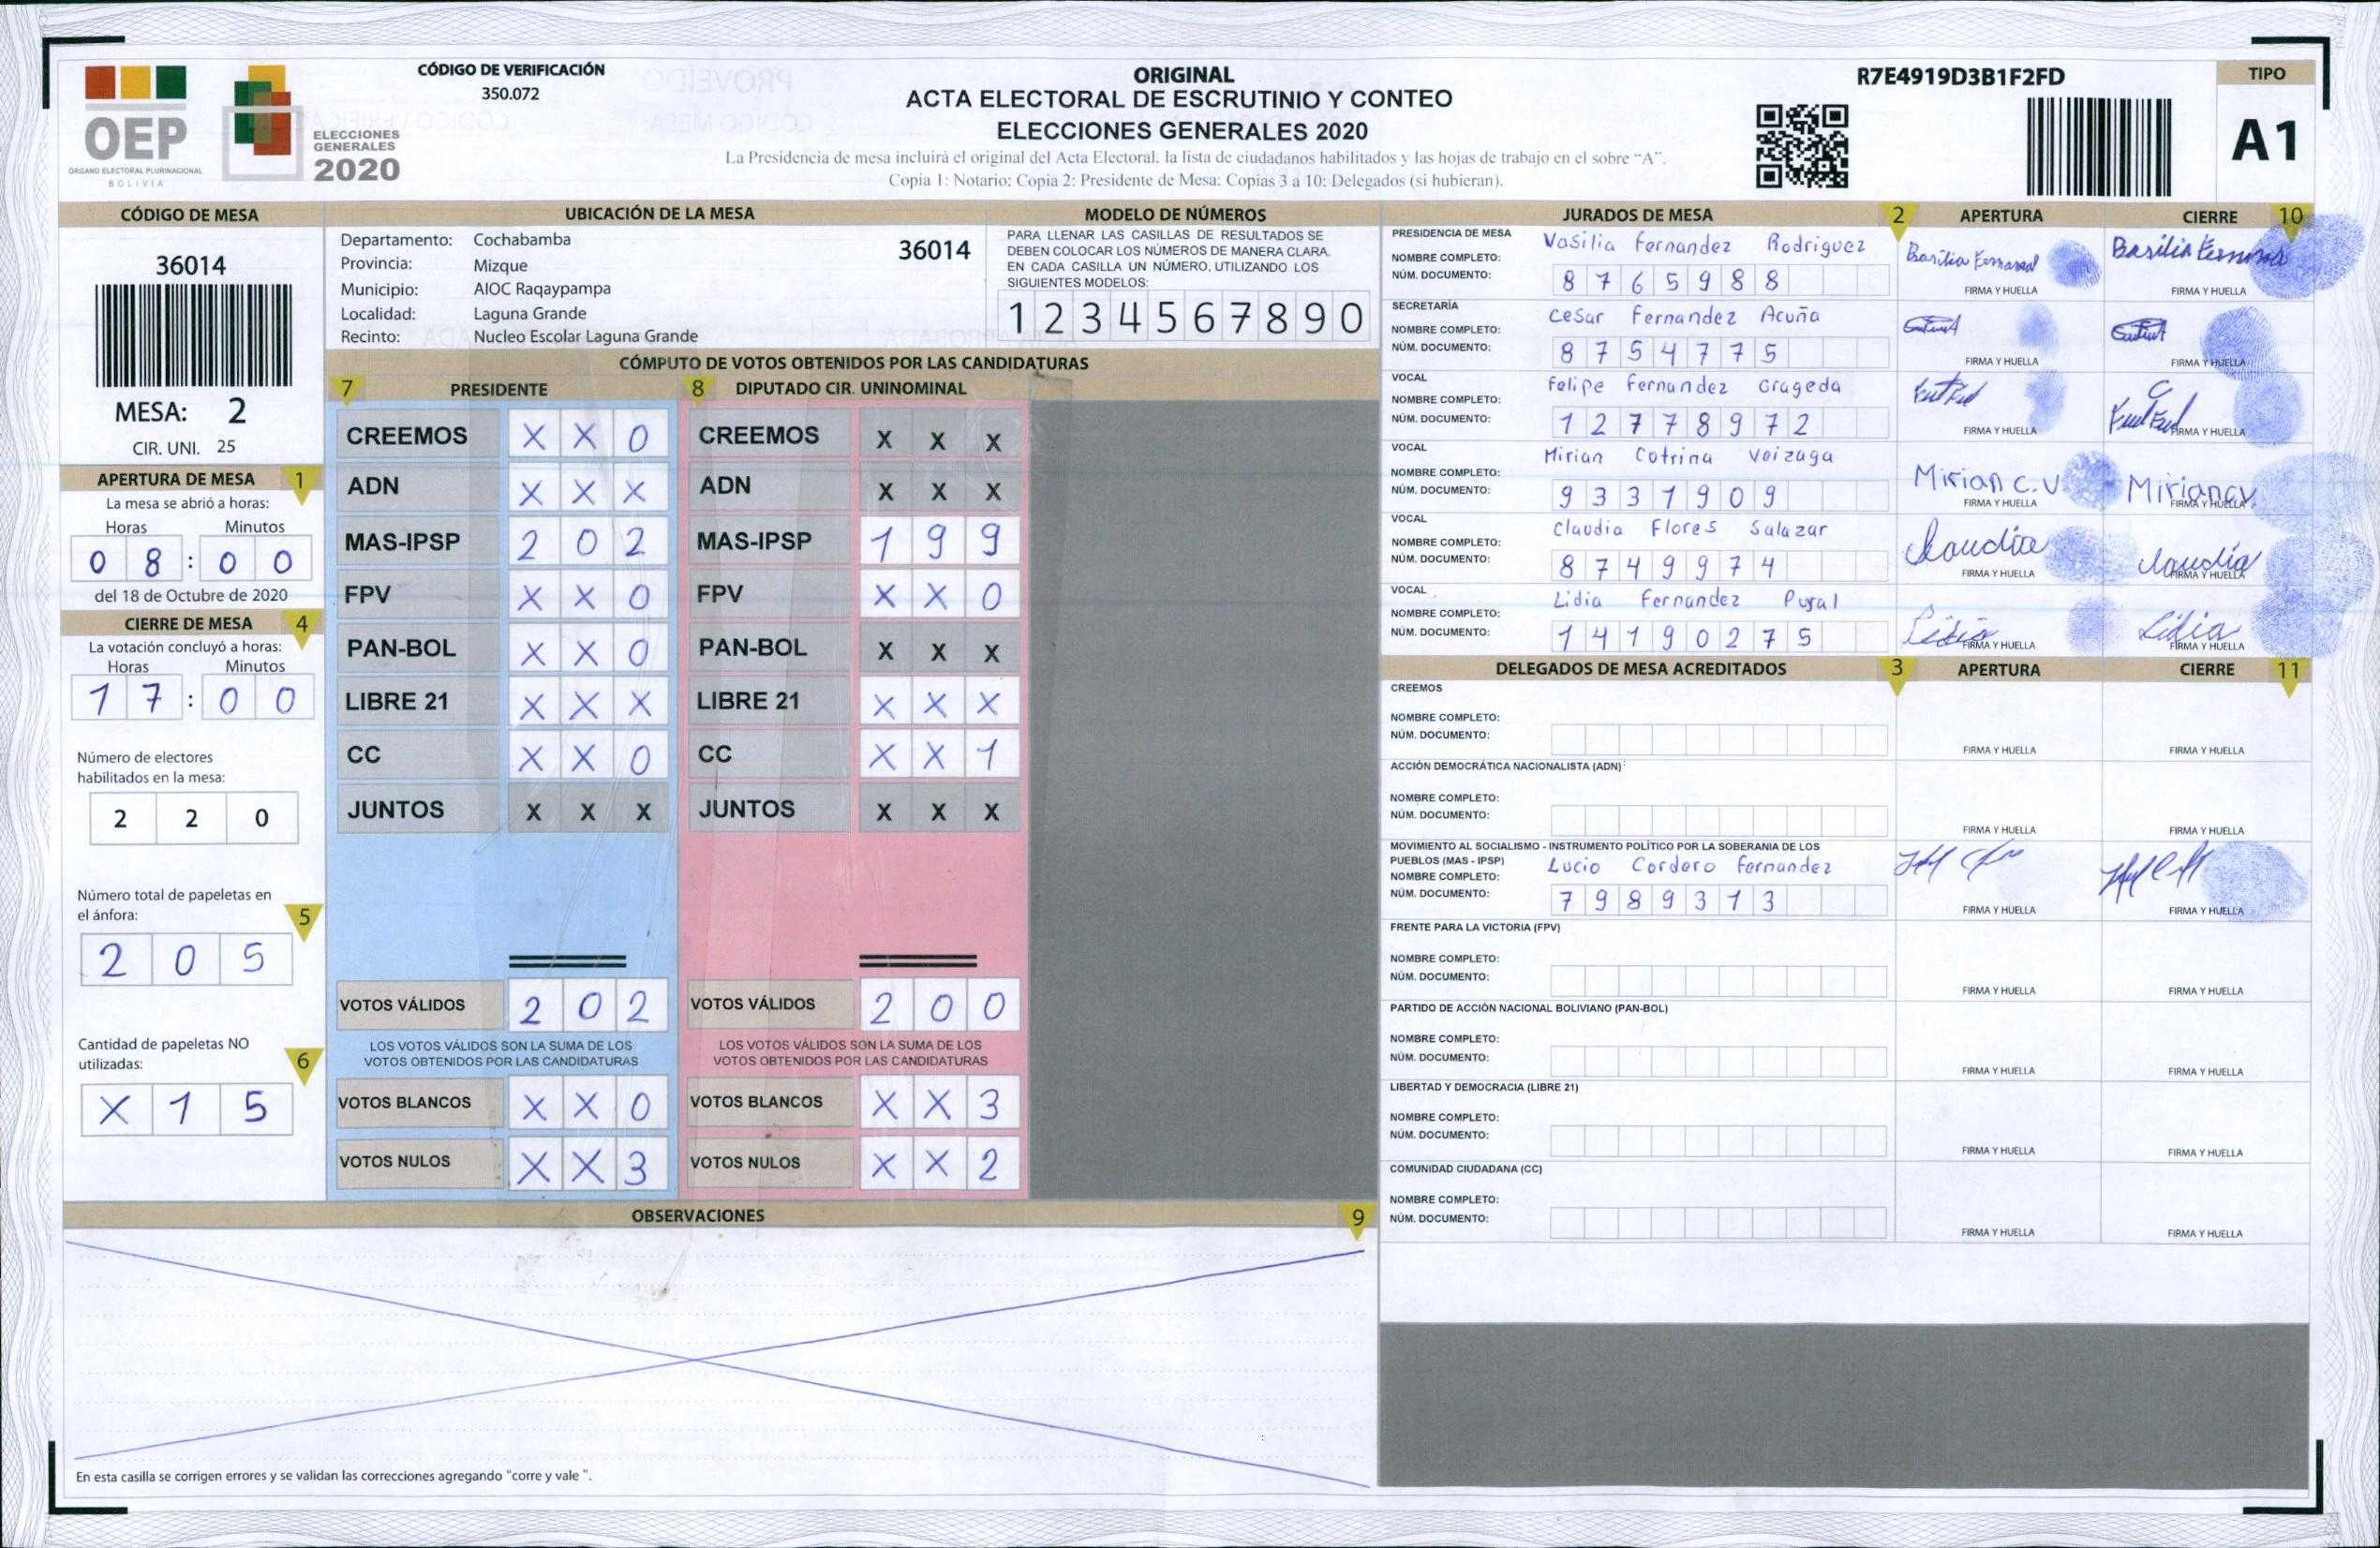 OEP
ÓRGANO ELECTORAL PLURINACIONAL
BOLIVIA
ELECCIONES
GENERALES
2020
CÓDIGO DE VERIFICACIÓN
350.072
ORIGINAL
ACTA ELECTORAL DE ESCRUTINIO Y CONTEO
ELECCIONES GENERALES 2020
La Presidencia de mesa incluirá el original del Acta Electoral, la lista de ciudadanos habilitados y las hojas de trabajo en el sobre “A”.
Copia 1: Notario; Copia 2: Presidente de Mesa; Copias 3 a 10: Delegados (si hubieran).
R7E4919D3B1F2FD
TIPO
A1
CÓDIGO DE MESA
36014
MESA: 2
CIR. UNI. 25
APERTURA DE MESA 1
La mesa se abrió a horas:
Horas Minutos
0 8 : 0 0
del 18 de Octubre de 2020
CIERRE DE MESA 4
La votación concluyó a horas:
Horas Minutos
1 7 : 0 0
Número de electores
habilitados en la mesa:
2 2 0
Número total de papeletas en
el ánfora: 5
2 0 5
Cantidad de papeletas NO
utilizadas: 6
X 1 5
UBICACIÓN DE LA MESA
Departamento: Cochabamba
36014
Provincia: Mizque
Municipio: AIOC Raqaypampa
Localidad: Laguna Grande
Recinto: Nucleo Escolar Laguna Grande
MODELO DE NÚMEROS
PARA LLENAR LAS CASILLAS DE RESULTADOS SE
DEBEN COLOCAR LOS NÚMEROS DE MANERA CLARA.
EN CADA CASILLA UN NÚMERO, UTILIZANDO LOS
SIGUIENTES MODELOS:
1 2 3 4 5 6 7 8 9 0
CÓMPUTO DE VOTOS OBTENIDOS POR LAS CANDIDATURAS
7 PRESIDENTE
CREEMOS X X 0
ADN X X X
MAS-IPSP 2 0 2
FPV X X 0
PAN-BOL X X 0
LIBRE 21 X X X
CC X X 0
JUNTOS X X X
VOTOS VÁLIDOS 2 0 2
LOS VOTOS VÁLIDOS SON LA SUMA DE LOS
VOTOS OBTENIDOS POR LAS CANDIDATURAS
VOTOS BLANCOS X X 0
VOTOS NULOS X X 3
8 DIPUTADO CIR. UNINOMINAL
CREEMOS X X X
ADN X X X
MAS-IPSP 1 9 9
FPV X X 0
PAN-BOL X X X
LIBRE 21 X X X
CC X X 1
JUNTOS X X X
VOTOS VÁLIDOS 2 0 0
LOS VOTOS VÁLIDOS SON LA SUMA DE LOS
VOTOS OBTENIDOS POR LAS CANDIDATURAS
VOTOS BLANCOS X X 3
VOTOS NULOS X X 2
OBSERVACIONES 9
En esta casilla se corrigen errores y se validan las correcciones agregando "corre y vale ".
JURADOS DE MESA 2 APERTURA CIERRE 10
PRESIDENCIA DE MESA
NOMBRE COMPLETO: Vasilia Fernandez Rodriguez
NÚM. DOCUMENTO: 8 7 6 5 9 8 8
FIRMA Y HUELLA FIRMA Y HUELLA
SECRETARÍA
NOMBRE COMPLETO: Cesar Fernandez Acuña
NÚM. DOCUMENTO: 8 7 5 4 7 7 5
FIRMA Y HUELLA FIRMA Y HUELLA
VOCAL
NOMBRE COMPLETO: Felipe Fernandez Grageda
NÚM. DOCUMENTO: 1 2 7 7 8 9 7 2
FIRMA Y HUELLA FIRMA Y HUELLA
VOCAL
NOMBRE COMPLETO: Mirian Cotrina Voizaga
NÚM. DOCUMENTO: 9 3 3 7 9 0 9
Mirian C.V
FIRMA Y HUELLA FIRMA Y HUELLA
VOCAL
NOMBRE COMPLETO: Claudia Flores Salazar
NÚM. DOCUMENTO: 8 7 4 9 9 7 4
Claudia Claudia
FIRMA Y HUELLA FIRMA Y HUELLA
VOCAL
NOMBRE COMPLETO: Lidia Fernandez
NÚM. DOCUMENTO: 1 4 1 9 0 2 7 5
Lidia Lidia
FIRMA Y HUELLA FIRMA Y HUELLA
DELEGADOS DE MESA ACREDITADOS 3 APERTURA CIERRE 11
CREEMOS
NOMBRE COMPLETO:
NÚM. DOCUMENTO:
FIRMA Y HUELLA FIRMA Y HUELLA
ACCIÓN DEMOCRÁTICA NACIONALISTA (ADN)
NOMBRE COMPLETO:
NÚM. DOCUMENTO:
FIRMA Y HUELLA FIRMA Y HUELLA
MOVIMIENTO AL SOCIALISMO - INSTRUMENTO POLÍTICO POR LA SOBERANIA DE LOS
PUEBLOS (MAS - IPSP)
NOMBRE COMPLETO: Lucio Cordero Fernandez
NÚM. DOCUMENTO: 7 9 8 9 3 1 3
FIRMA Y HUELLA FIRMA Y HUELLA
FRENTE PARA LA VICTORIA (FPV)
NOMBRE COMPLETO:
NÚM. DOCUMENTO:
FIRMA Y HUELLA FIRMA Y HUELLA
PARTIDO DE ACCIÓN NACIONAL BOLIVIANO (PAN-BOL)
NOMBRE COMPLETO:
NÚM. DOCUMENTO:
FIRMA Y HUELLA FIRMA Y HUELLA
LIBERTAD Y DEMOCRACIA (LIBRE 21)
NOMBRE COMPLETO:
NÚM. DOCUMENTO:
FIRMA Y HUELLA FIRMA Y HUELLA
COMUNIDAD CIUDADANA (CC)
NOMBRE COMPLETO:
NÚM. DOCUMENTO:
FIRMA Y HUELLA FIRMA Y HUELLA